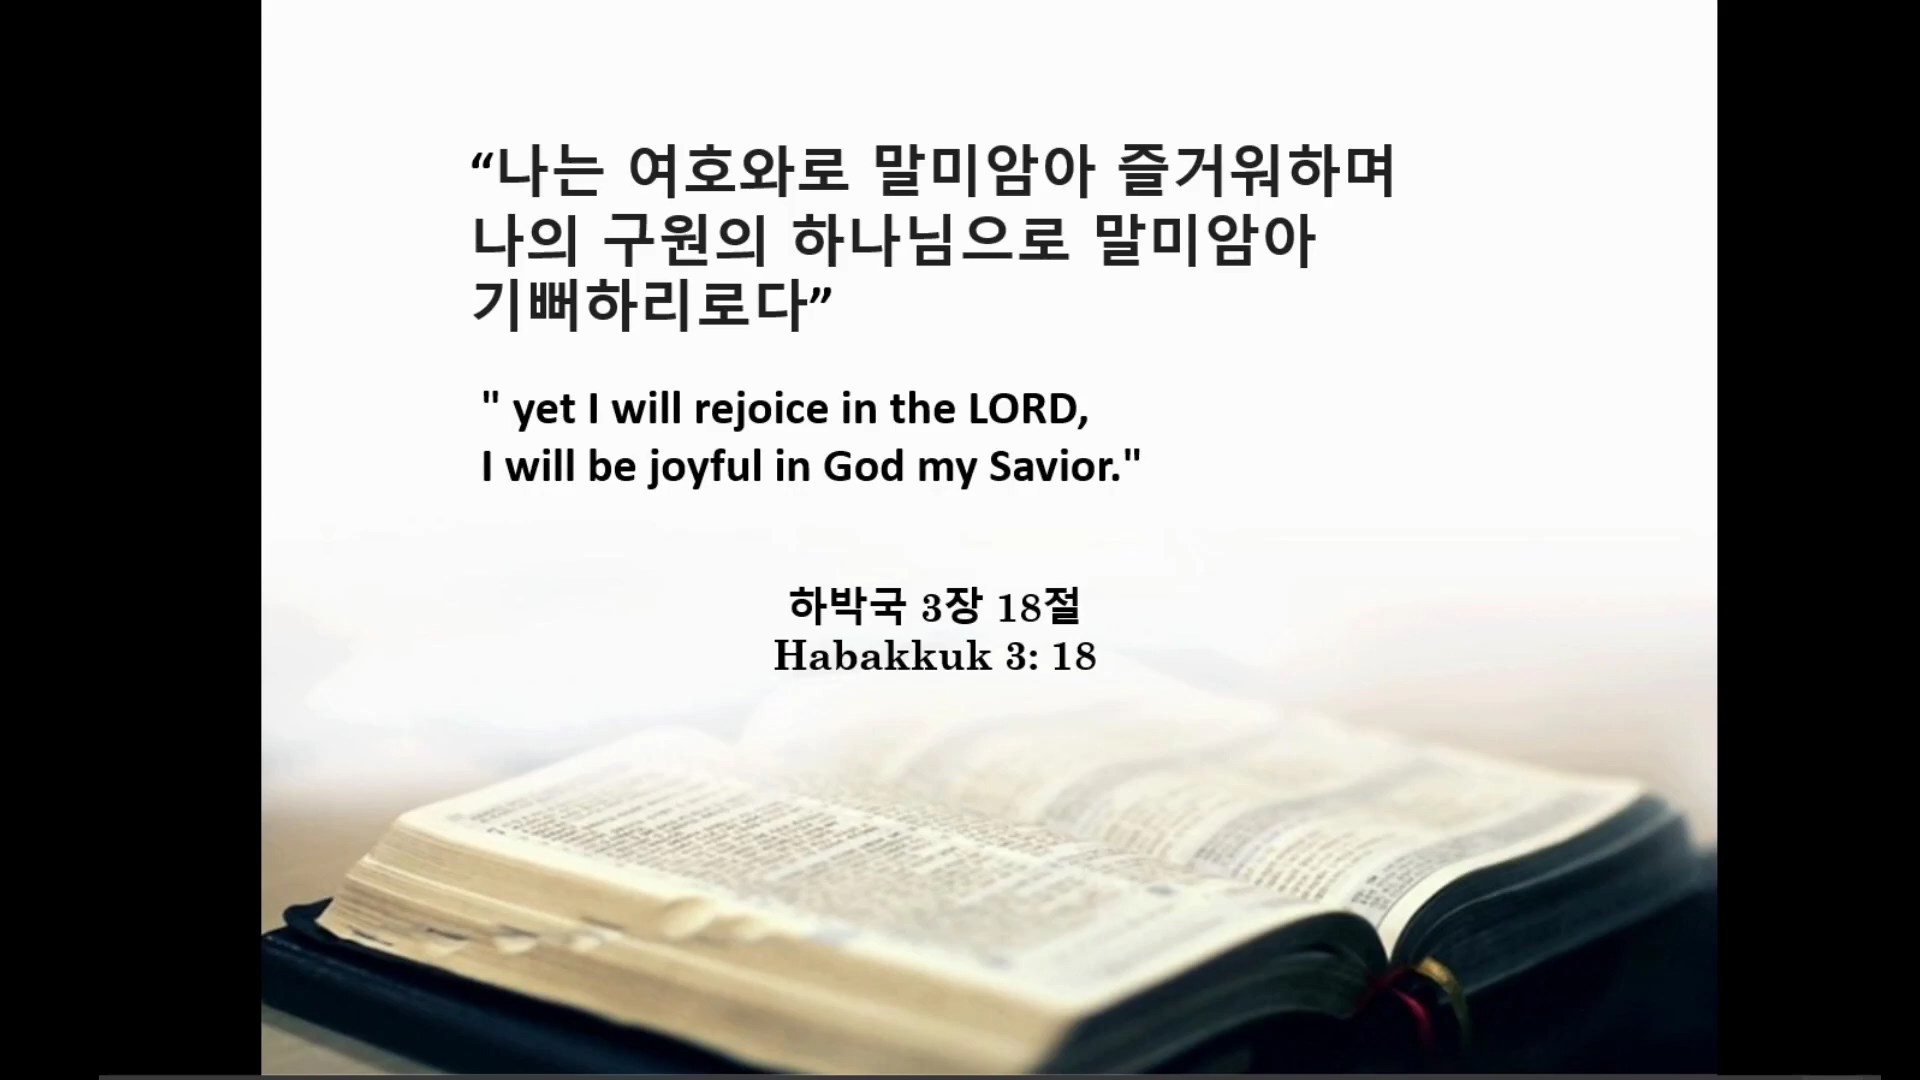 “나는 여호와로 말미암아 즐거워하며
나의 구원의 하나님으로 말미암아
기뻐하리로다”
" yet I will rejoice in the LORD,
I will be joyful in God my Savior."
하박국 3장 18절
Habakkuk 3: 18